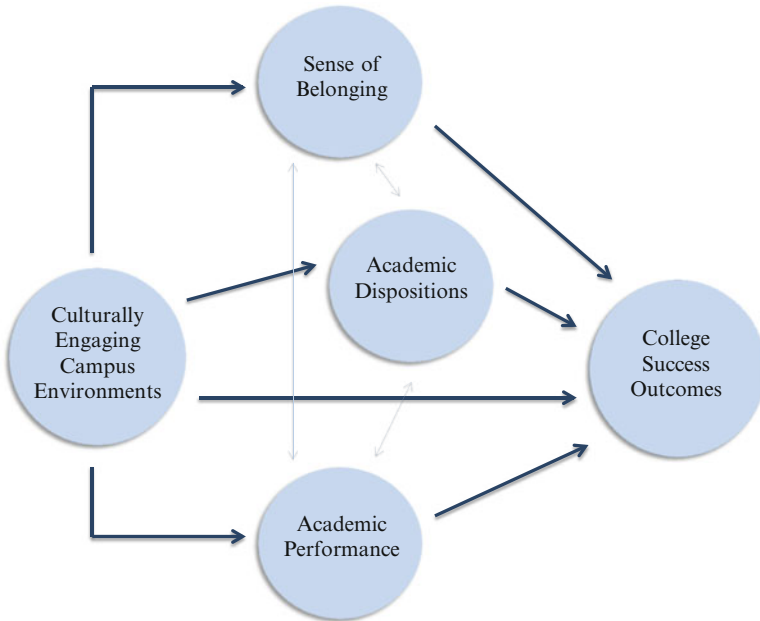 Sense of
Belonging
Academic
Dispositions
Culturally
Engaging
Campus
Environments
College
Success
Outcomes
Academic
Performance